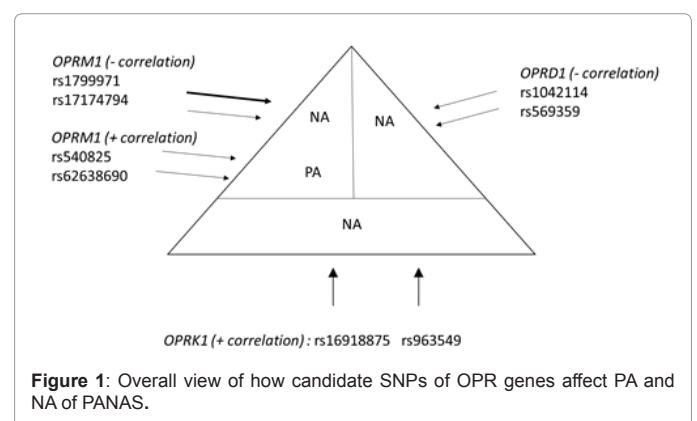 OPRM1 (- correlation)
rs1799971
rs17174794
OPRM1 (+ correlation)
rs540825
rs62638690
OPRD1 (- correlation)
rs1042114
rs569359
NA
NA
PA
NA
OPRK1 (+ correlation) : rs16918875 rs963549
Figure 1: Overall view of how candidate SNPs of OPR genes affect PA and
NA of PANAS.